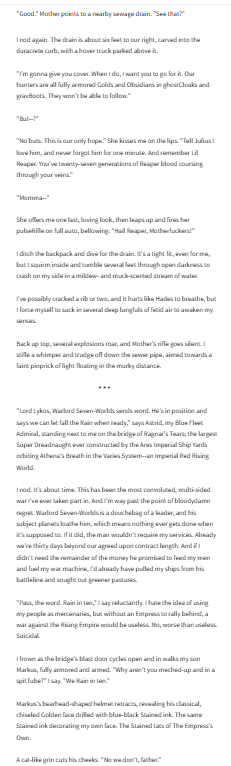 "Good." Mother points to a nearby sewage drain. "See that?"
I nod again. The drain is about six feet to our right, carved into the
duracrete curb, with a hover truck parked above it.
"I'm gonna give you cover. When I do, I want you to go for it. Our
hunters are all fully armored Golds and Obsidians in ghostCloaks and
gravBoots. They won't be able to follow."
"But--?"
"No buts. This is our only hope." She kisses me on the lips. "Tell Julius I
love him, and never forgot him for one minute. And remember Lil
Reaper. You've twenty-seven generations of Reaper blood coursing
through your veins."
"Momma--"
She offers me one last, loving look, then leaps up and fires her
pulseRifle on full auto, bellowing: "Hail Reaper, Motherfuckers!"
I ditch the backpack and dive for the drain. It's a tight fit, even for me,
but I squirm inside and tumble several feet through open darkness to
crash on my side in a mildew- and muck-scented stream of water.
I've possibly cracked a rib or two, and it hurts like Hades to breathe, but
I force myself to suck in several deep lungfuls of fetid air to awaken my
senses.
Back up top, several explosions roar, and Mother's rifle goes silent. I
stifle a whimper and trudge off down the sewer pipe, aimed towards a
faint pinprick of light floating in the murky distance.
* * *
"Lord Lykos, Warlord Seven-Worlds sends word. He's in position and
says we can let fall the Rain when ready," says Astrid, my Blue Fleet
Admiral, standing next to me on the bridge of Ragnar's Tears; the largest
Super Dreadnaught ever constructed by the Ares Imperial Ship Yards
orbiting Athena's Breath in the Varies System--an Imperial Red Rising
World.
I nod. It's about time. This has been the most convoluted, multi-sided
war I've ever taken part in. And I'm way past the point of bloodydamn
regret. Warlord Seven-Worlds is a douchebag of a leader, and his
subject planets loathe him, which means nothing ever gets done when
it's supposed to. If it did, the man wouldn't require my services. Already
we're thirty days beyond our agreed upon contract length. And if I
didn't need the remainder of the money he promised to feed my men
and fuel my war machine, I'd already have pulled my ships from his
battleline and sought out greener pastures.
"Pass, the word. Rain in ten," I say reluctantly. I hate the idea of using
my people as mercenaries, but without an Empress to rally behind, a
war against the Rising Empire would be useless. No, worse than useless.
Suicidal.
I frown as the bridge's blast door cycles open and in walks my son
Markus, fully armored and armed. "Why aren't you meched-up and in a
spitTube?" I say. "We Rain in ten."
Markus's bearhead-shaped helmet retracts, revealing his classical,
chiseled Golden face drifted with blue-black Stained ink. The same
Stained ink decorating my own face. The Stained tats of The Empress's
Own.
A cat-like grin cuts his cheeks. "No we don't, father."